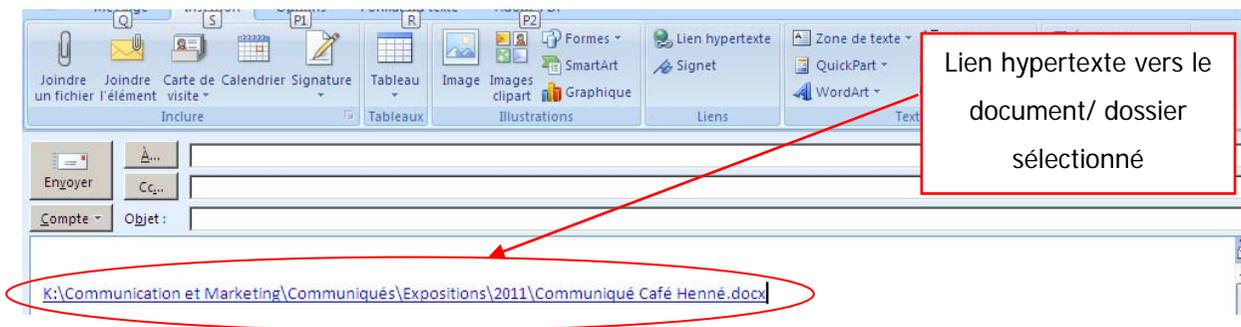 Q S P1 R P2
Joindre un fichier
Joindre l'élément
Carte de visite
Calendrier
Signature
Tableau
Image
Images clipart
Formes
SmartArt
Graphique
Lien hypertexte
Signet
Zone de texte
QuickPart
WordArt
Inclure
Tableaux
Illustrations
Liens
Lien hypertexte vers le
document/ dossier
sélectionné
Envoyer
À...
Cc...
Compte
Objet :
K:\Communication et Marketing\Communiqués\Expositions\2011\Communiqué Café Henné.docx